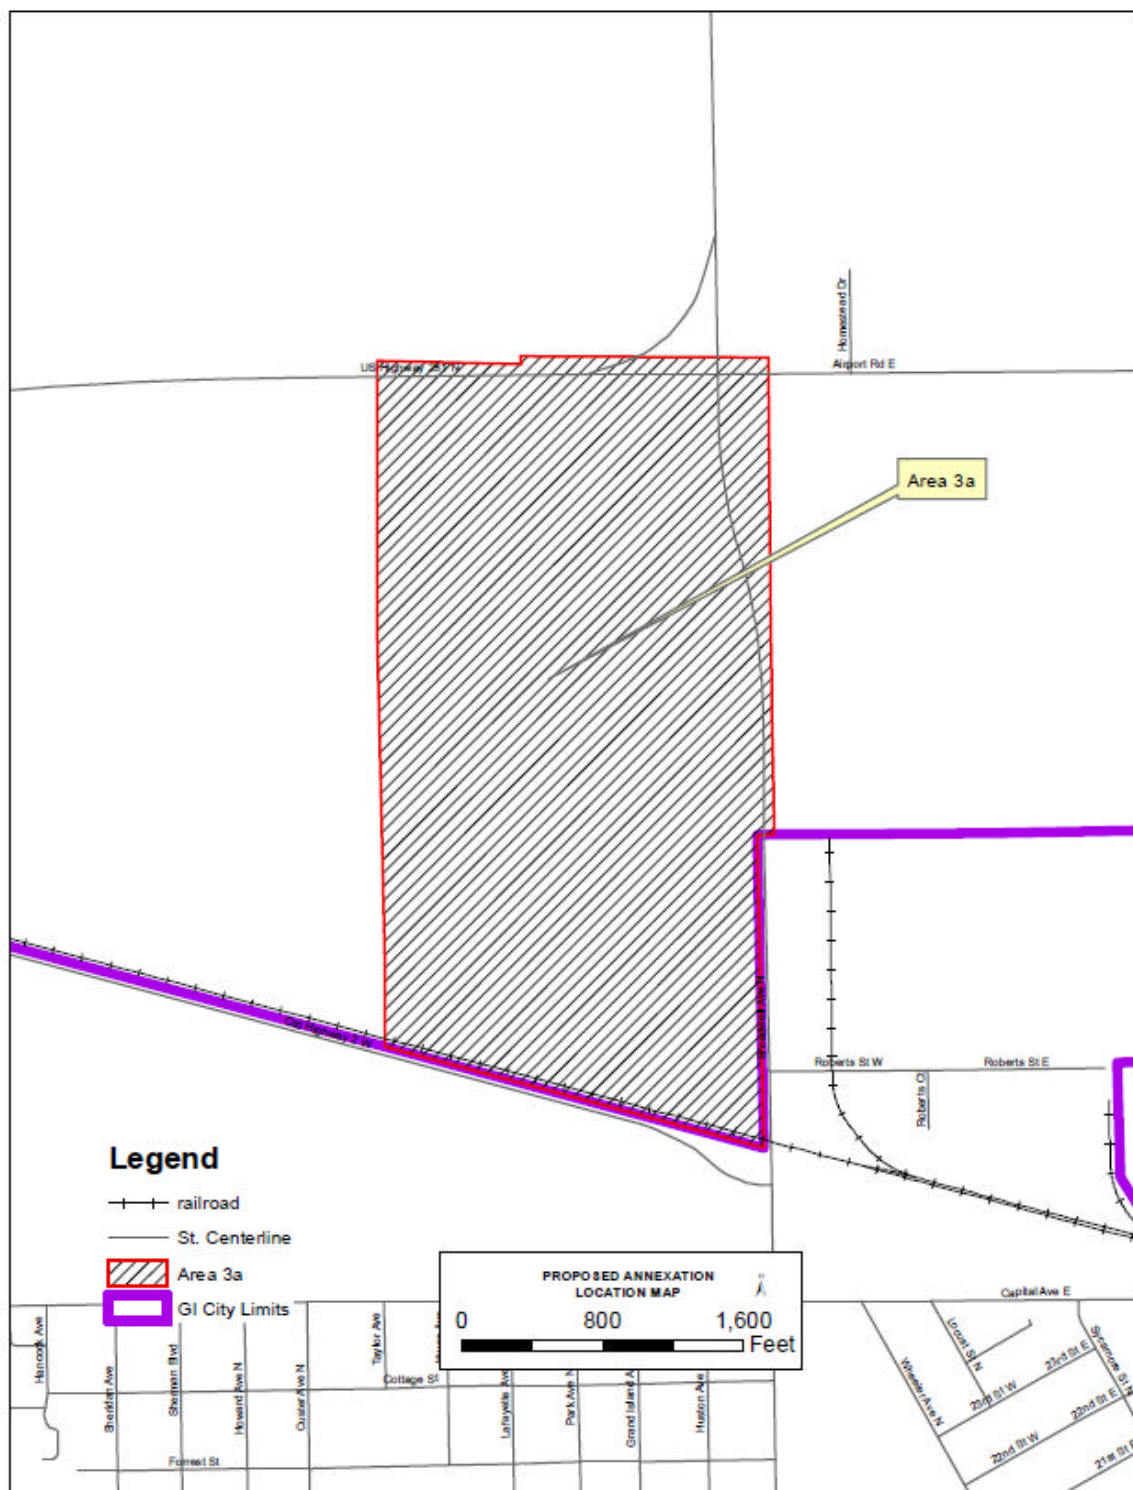 Homestead Dr
US Highway 281 N
Airport Rd E
Area 3a
Broadwell Ave N
Old Highway 2 W
Roberts St W
Roberts St E
Roberts Ct
Legend
railroad
St. Centerline
Area 3a
GI City Limits
PROPOSED ANNEXATION
LOCATION MAP
N
0 800 1,600
Feet
Capital Ave E
Hancock Ave
Sheridan Ave
Sherman Blvd
Howard Ave N
Custer Ave N
Taylor Ave
Cottage St
Lafayette Ave
Park Ave N
Grand Island A
Huston Ave
Forrest St
Wheeler Ave N
Locust St N
Sycamore St N
23rd St W
23rd St E
22nd St W
22nd St E
21st St E